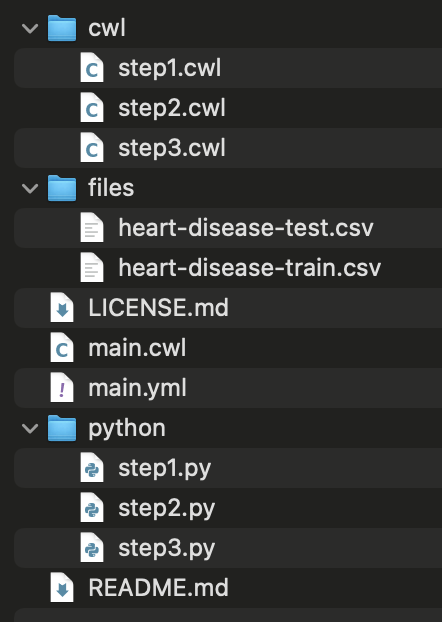 cwl
step1.cwl
step2.cwl
step3.cwl
files
heart-disease-test.csv
heart-disease-train.csv
LICENSE.md
main.cwl
main.yml
python
step1.py
step2.py
step3.py
README.md